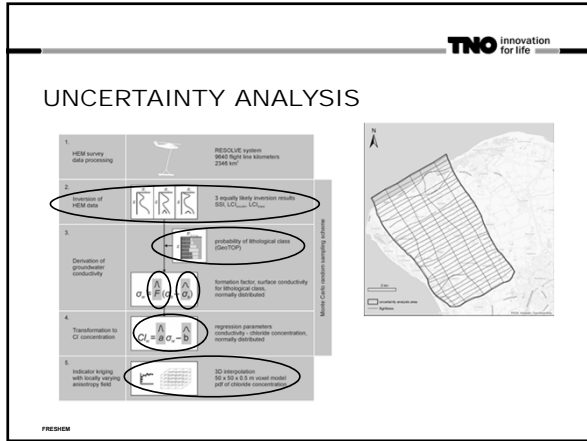 TNO innovation
for life
UNCERTAINTY ANALYSIS
1.
HEM survey
data processing
RESOLVE system
9640 flight line kilometers
2346 km²
2.
Inversion of
HEM data
3 equally likely inversion results
3.
Derivation of
groundwater
conductivity
probability of lithological class
(GeoTOP)
formation factor, surface conductivity
for lithological class,
normally distributed
4.
Transformation to
Cl concentration
regression parameters
conductivity - chloride concentration,
normally distributed
5.
Indicator kriging
with locally varying
anisotropy field
3D interpolation
50 x 50 x 0.5 m voxel model
pdf of chloride concentration
Monte Carlo random sampling scheme
N
uncertainty analysis area
flightlines
FRESHEM